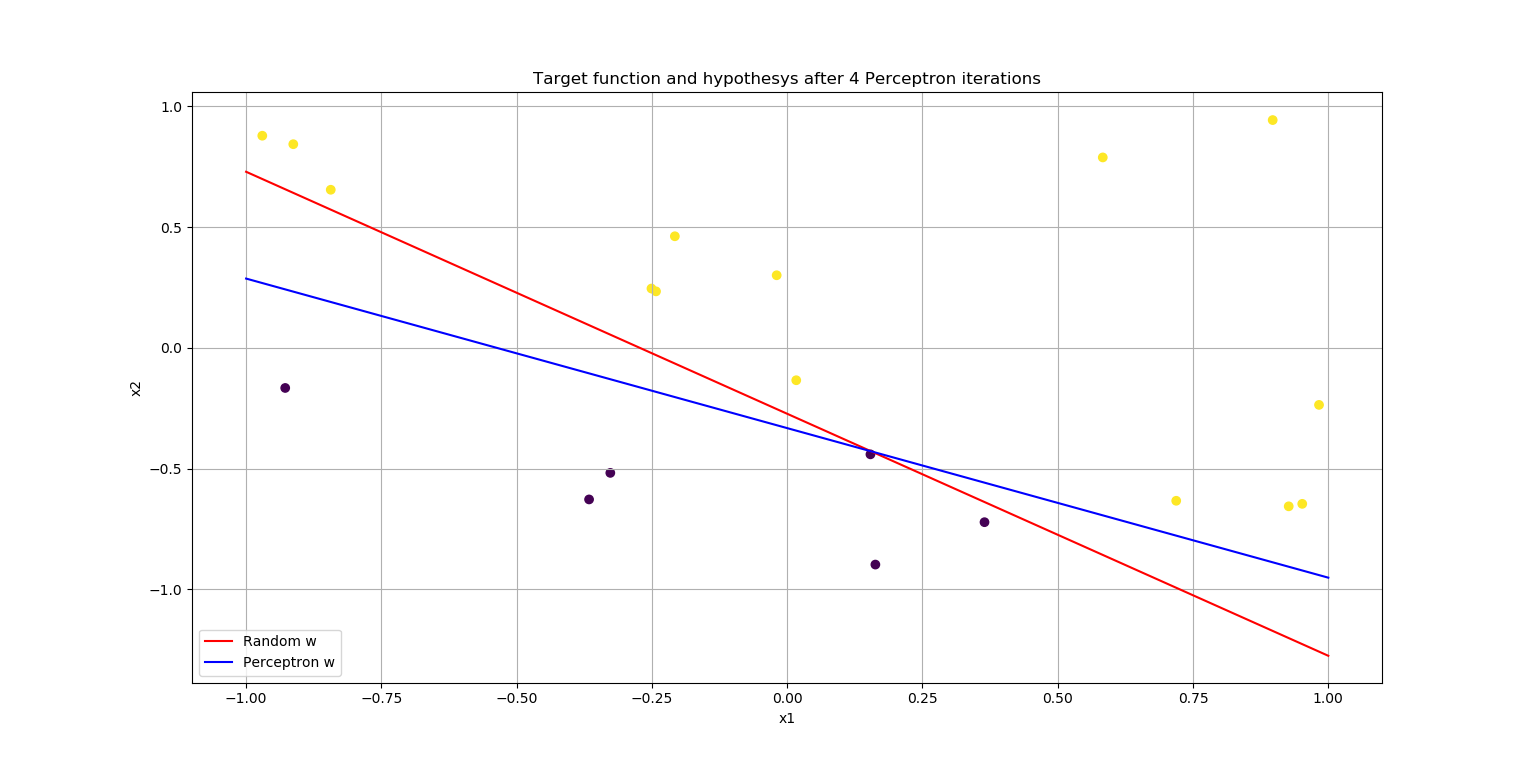 Target function and hypothesys after 4 Perceptron iterations
1.0
0.5
0.0
−0.5
−1.0
x2
Random w
Perceptron w
−1.00 −0.75 −0.50 −0.25 0.00 0.25 0.50 0.75 1.00
x1